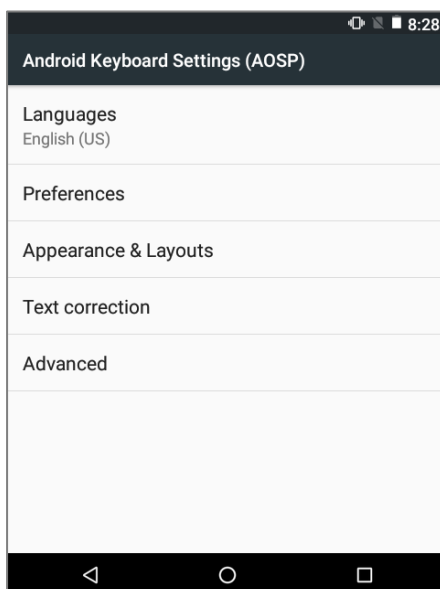 8:28
Android Keyboard Settings (AOSP)
Languages
English (US)
Preferences
Appearance & Layouts
Text correction
Advanced